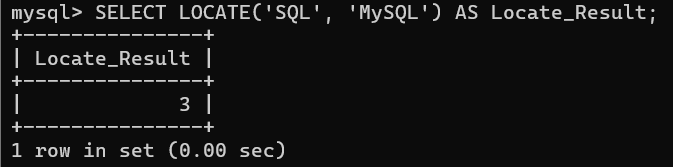 mysql> SELECT LOCATE('SQL', 'MySQL') AS Locate_Result;
+---------------+
| Locate_Result |
+---------------+
|             3 |
+---------------+
1 row in set (0.00 sec)